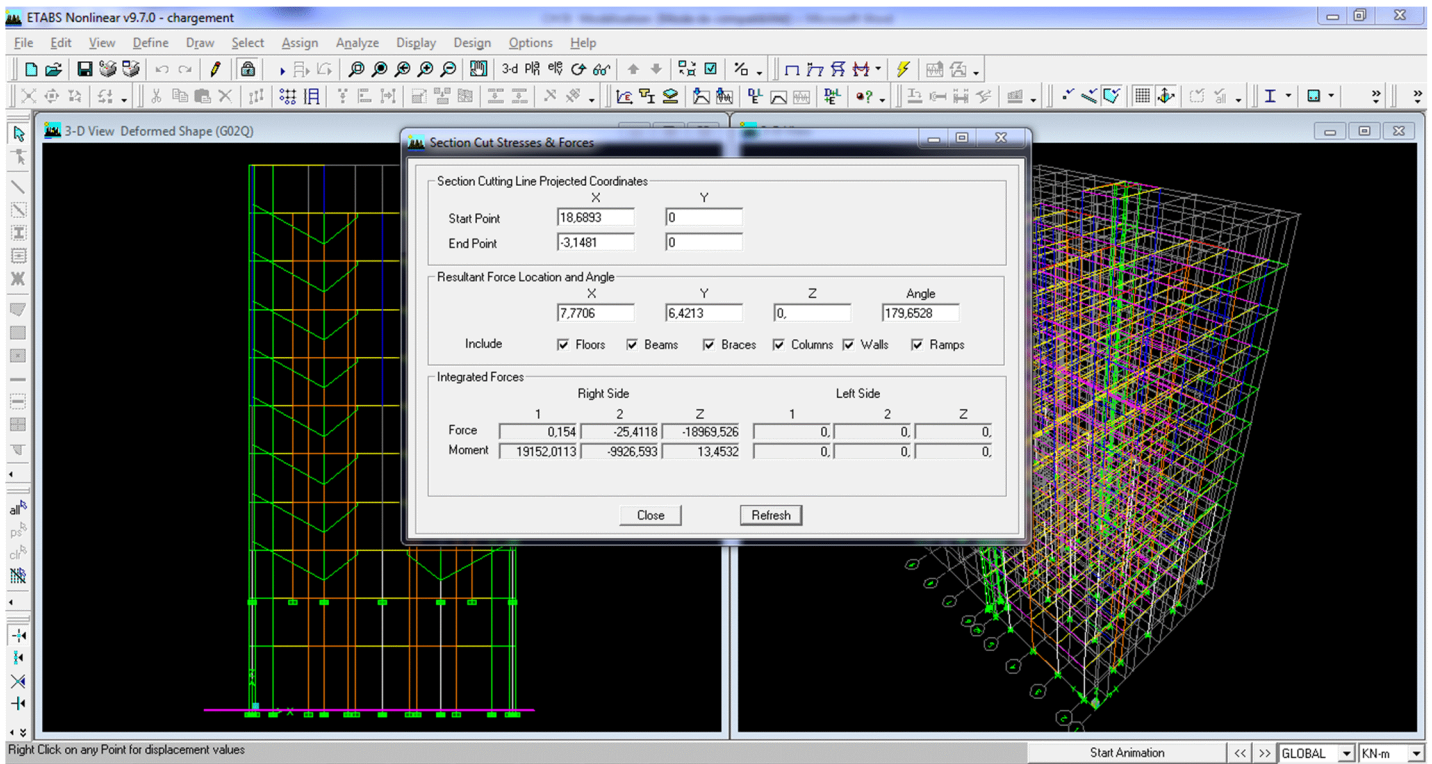 ETABS Nonlinear v9.7.0 - chargement
File Edit View Define Draw Select Assign Analyze Display Design Options Help
3-d
3-D View Deformed Shape (G02Q)
Section Cut Stresses & Forces
Section Cutting Line Projected Coordinates
X Y
Start Point 18,6893 0
End Point -3,1481 0
Resultant Force Location and Angle
X Y Z Angle
7,7706 6,4213 0, 179,6528
Include Floors Beams Braces Columns Walls Ramps
Integrated Forces
Right Side Left Side
1 2 Z 1 2 Z
Force 0,154 -25,4118 -18969,526 0, 0, 0,
Moment 19152,0113 -9926,593 13,4532 0, 0, 0,
Close Refresh
all
ps
clr
X
Right Click on any Point for displacement values
Start Animation << >> GLOBAL KN-m